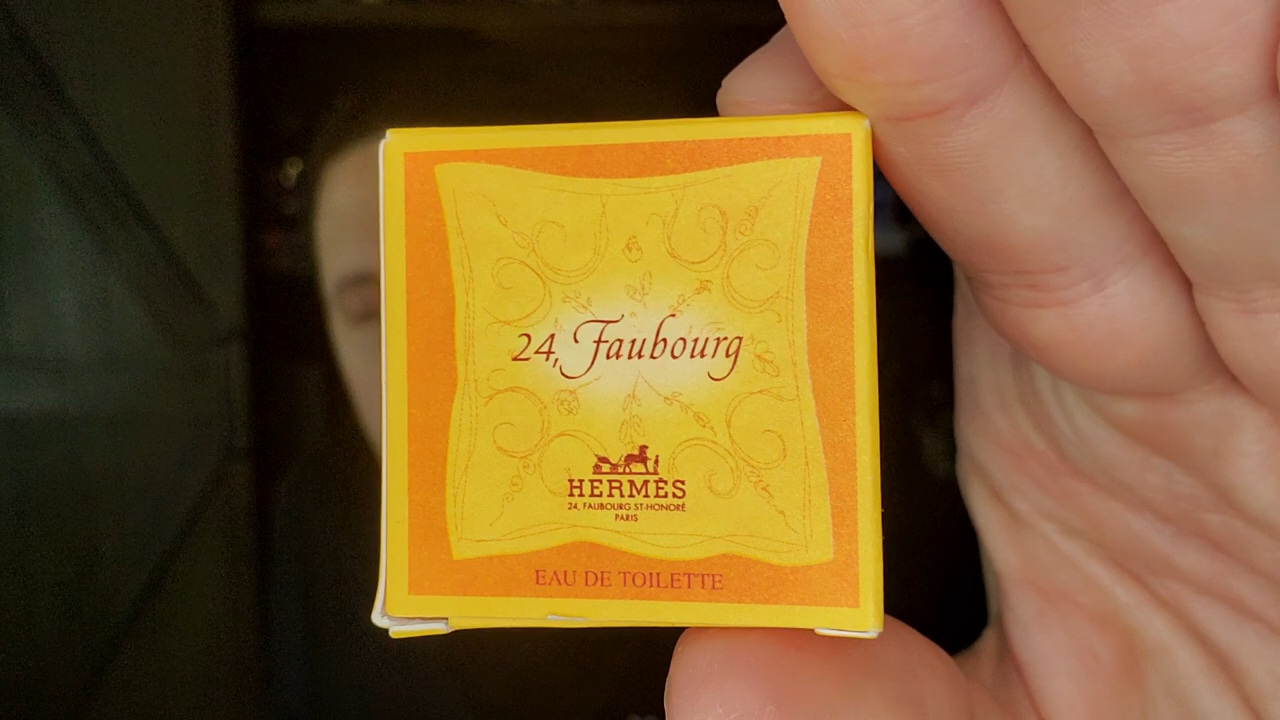 24, Faubourg
HERMÈS
24, FAUBOURG ST-HONORÉ
PARIS
EAU DE TOILETTE